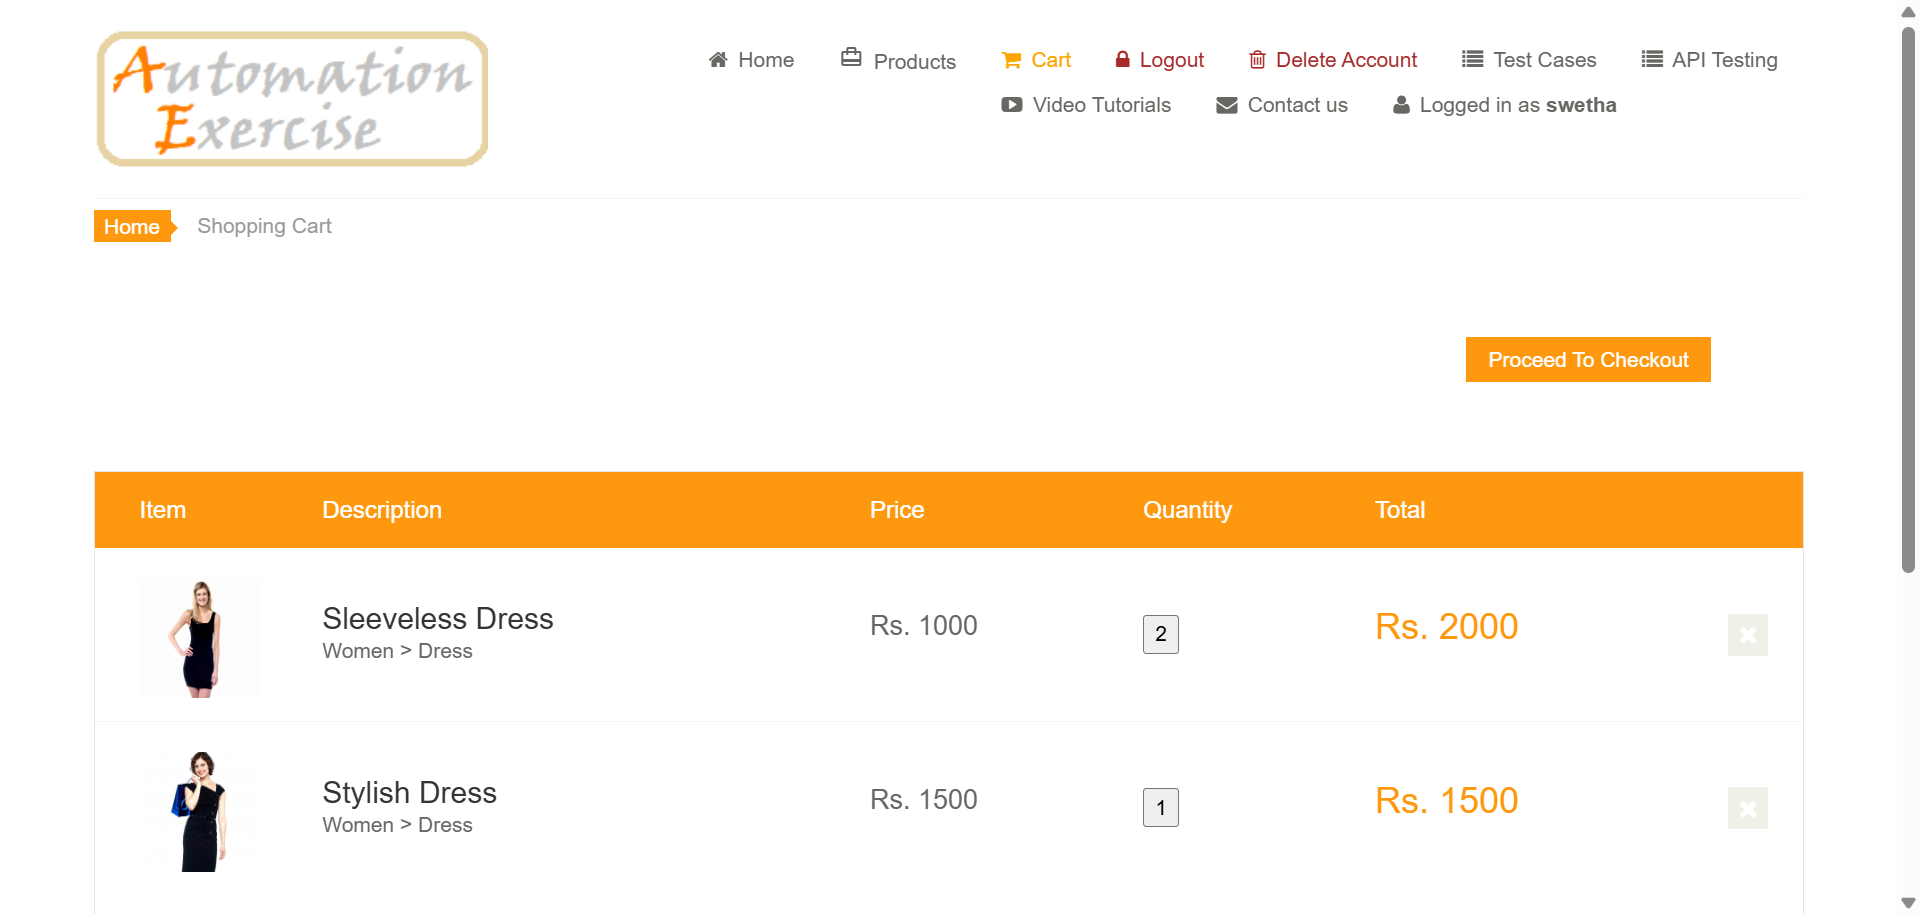 Automation
Exercise
Home
Products
Cart
Logout
Delete Account
Test Cases
API Testing
Video Tutorials
Contact us
Logged in as swetha
Home
Shopping Cart
Proceed To Checkout
Item Description Price Quantity Total
Sleeveless Dress
Women > Dress
Rs. 1000
2
Rs. 2000
Stylish Dress
Women > Dress
Rs. 1500
1
Rs. 1500